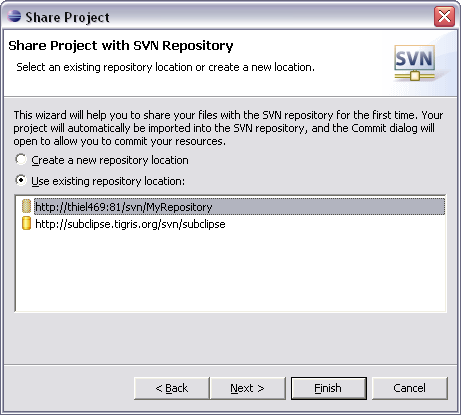 Share Project
Share Project with SVN Repository
Select an existing repository location or create a new location.
SVN
This wizard will help you to share your files with the SVN repository for the first time. Your
project will automatically be imported into the SVN repository, and the Commit dialog will
open to allow you to commit your resources.
Create a new repository location
Use existing repository location:
http://thiel469:81/svn/MyRepository
http://subclipse.tigris.org/svn/subclipse
< Back
Next >
Finish
Cancel